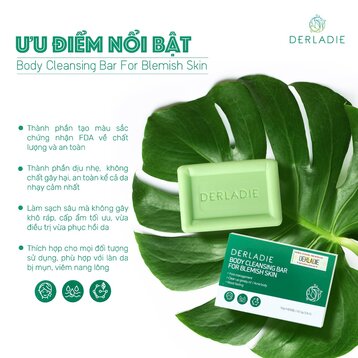 DERLADIE
ƯU ĐIỂM NỔI BẬT
Body Cleansing Bar For Blemish Skin
Thành phần tạo màu sắc
chứng nhận FDA về chất
lượng và an toàn
Thành phần dịu nhẹ, không
chất gây hại, an toàn kể cả da
nhạy cảm nhất
Làm sạch sâu mà không gây
khô ráp, cấp ẩm tối ưu, vừa
điều trị vừa phục hồi da
Thích hợp cho mọi đối tượng
sử dụng, phù hợp với làn da
bị mụn, viêm nang lông
DERLADIE
DERLADIE
BODY CLEANSING BAR
FOR BLEMISH SKIN
DERLADIE